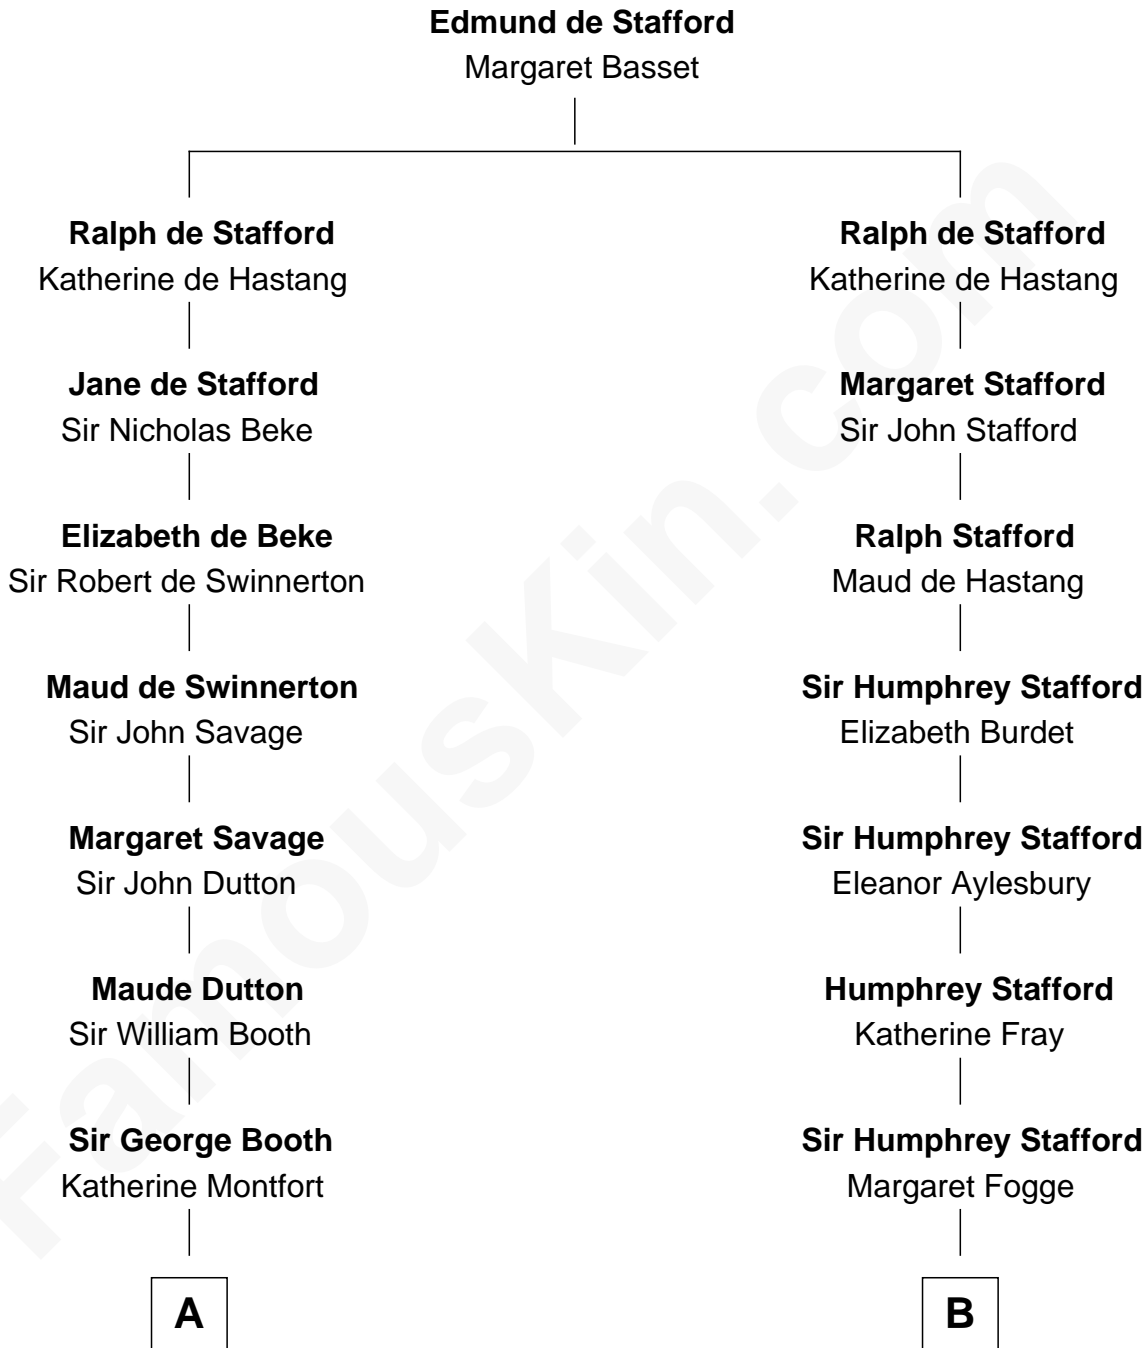 Edmund de Stafford
Margaret Basset
Ralph de Stafford
Katherine de Hastang
Jane de Stafford
Sir Nicholas Beke
Elizabeth de Beke
Sir Robert de Swinnerton
Maud de Swinnerton
Sir John Savage
Margaret Savage
Sir John Dutton
Maude Dutton
Sir William Booth
Sir George Booth
Katherine Montfort
A
Ralph de Stafford
Katherine de Hastang
Margaret Stafford
Sir John Stafford
Ralph Stafford
Maud de Hastang
Sir Humphrey Stafford
Elizabeth Burdet
Sir Humphrey Stafford
Eleanor Aylesbury
Humphrey Stafford
Katherine Fray
Sir Humphrey Stafford
Margaret Fogge
B
FamousKin.com